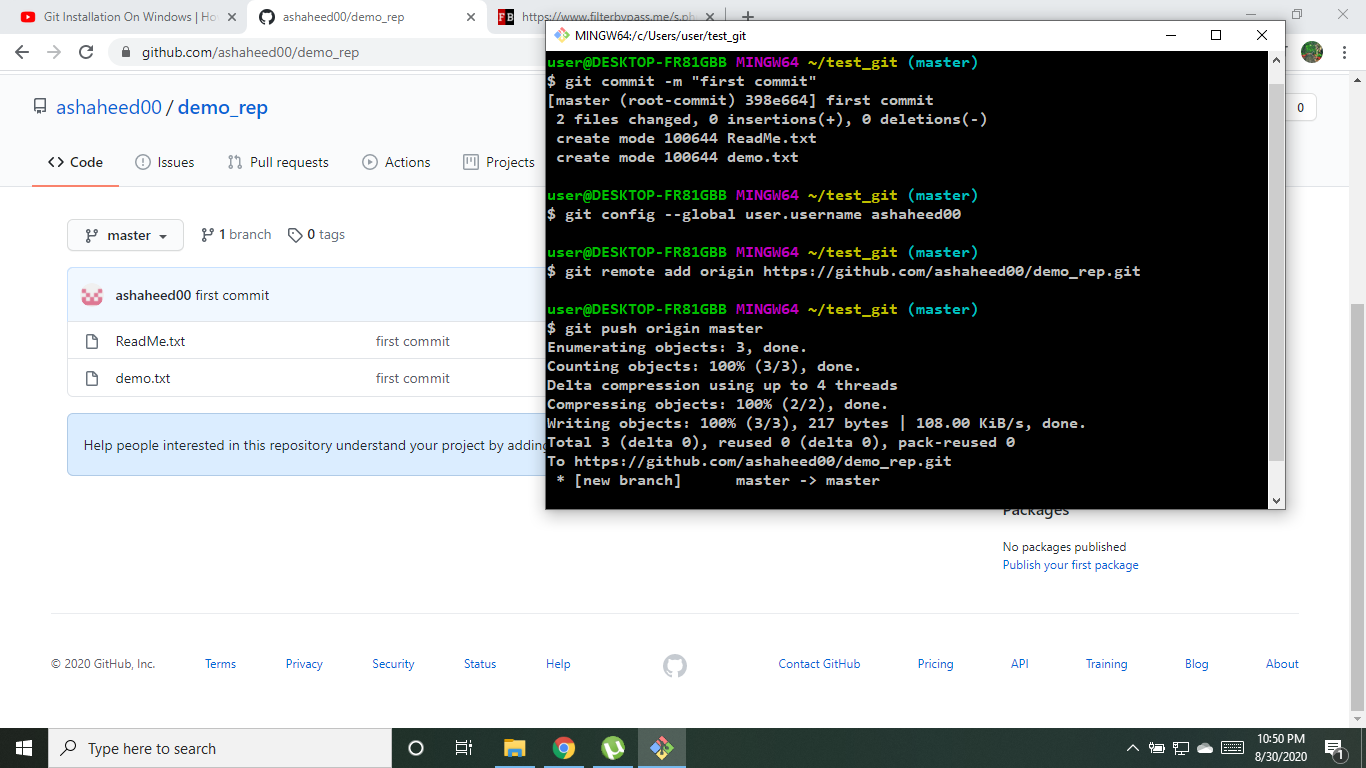 Git Installation On Windows | Ho
ashaheed00/demo_rep
FB
https://www.filterbypass.me/s.ph
github.com/ashaheed00/demo_rep
ashaheed00 / demo_rep
0
Code
Issues
Pull requests
Actions
Projects
master
1 branch
0 tags
ashaheed00 first commit
ReadMe.txt
first commit
demo.txt
first commit
Help people interested in this repository understand your project by adding
MINGW64:/c/Users/user/test_git
user@DESKTOP-FR81GBB MINGW64 ~/test_git (master)
$ git commit -m "first commit"
[master (root-commit) 398e664] first commit
2 files changed, 0 insertions(+), 0 deletions(-)
create mode 100644 ReadMe.txt
create mode 100644 demo.txt
user@DESKTOP-FR81GBB MINGW64 ~/test_git (master)
$ git config --global user.username ashaheed00
user@DESKTOP-FR81GBB MINGW64 ~/test_git (master)
$ git remote add origin https://github.com/ashaheed00/demo_rep.git
user@DESKTOP-FR81GBB MINGW64 ~/test_git (master)
$ git push origin master
Enumerating objects: 3, done.
Counting objects: 100% (3/3), done.
Delta compression using up to 4 threads
Compressing objects: 100% (2/2), done.
Writing objects: 100% (3/3), 217 bytes | 108.00 KiB/s, done.
Total 3 (delta 0), reused 0 (delta 0), pack-reused 0
To https://github.com/ashaheed00/demo_rep.git
* [new branch]      master -> master
Packages
No packages published
Publish your first package
© 2020 GitHub, Inc.
Terms
Privacy
Security
Status
Help
Contact GitHub
Pricing
API
Training
Blog
About
Type here to search
10:50 PM
8/30/2020
1